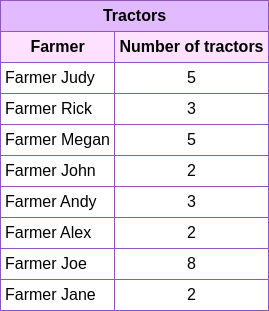 Tractors
Farmer Number of tractors
Farmer Judy 5
Farmer Rick 3
Farmer Megan 5
Farmer John 2
Farmer Andy 3
Farmer Alex 2
Farmer Joe 8
Farmer Jane 2